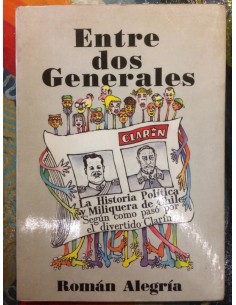 Entre
dos
Generales
CLARIN
La Historia Política
y Miliquera de Chile
Según como pasó por
el divertido Clarín
Román Alegría